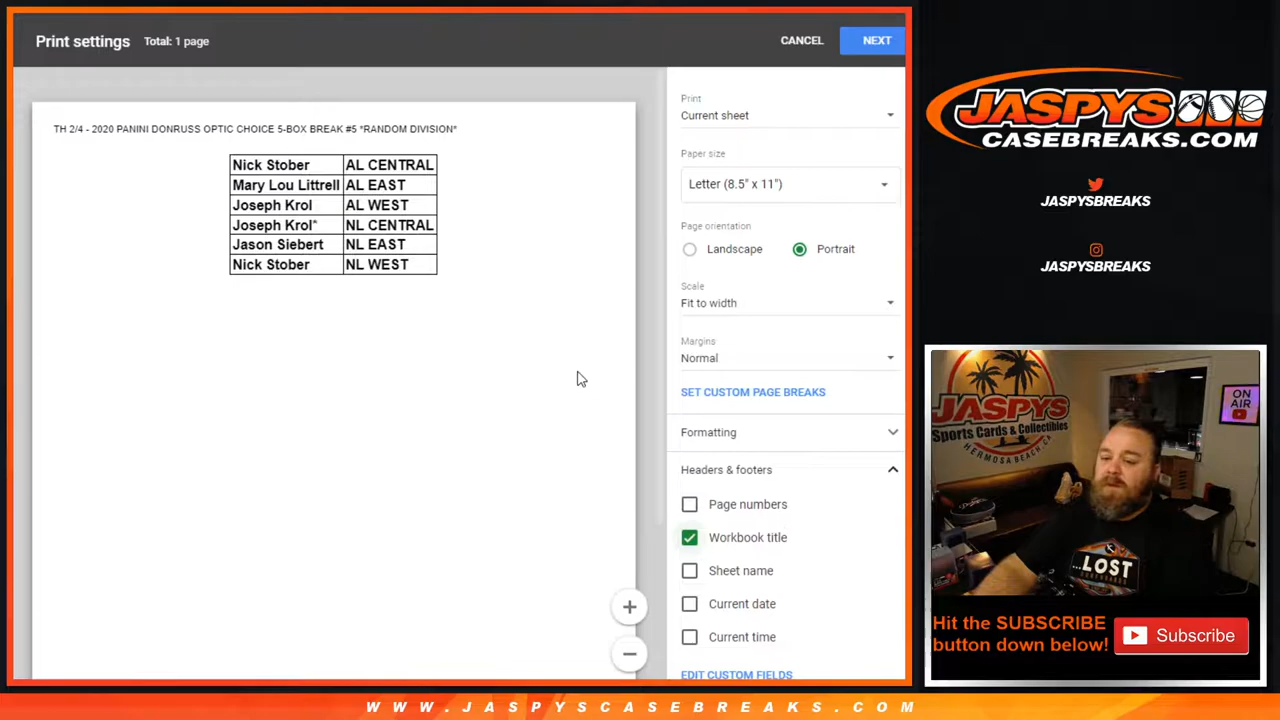 Print settings Total: 1 page CANCEL NEXT
TH 2/4 - 2020 PANINI DONRUSS OPTIC CHOICE 5-BOX BREAK #5 *RANDOM DIVISION*
Nick Stober AL CENTRAL
Mary Lou Littrell AL EAST
Joseph Krol AL WEST
Joseph Krol* NL CENTRAL
Jason Siebert NL EAST
Nick Stober NL WEST
Print
Current sheet
Paper size
Letter (8.5" x 11")
Page orientation
Landscape Portrait
Scale
Fit to width
Margins
Normal
SET CUSTOM PAGE BREAKS
Formatting
Headers & footers
Page numbers
Workbook title
Sheet name
Current date
Current time
EDIT CUSTOM FIELDS
JASPYS
CASEBREAKS.COM
JASPYSBREAKS
JASPYSBREAKS
JASPYS
Sports Cards & Collectibles
HERMOSA BEACH, CA
ON
AIR
...LOST
Hit the SUBSCRIBE
button down below!
Subscribe
WWW.JASPYSCASEBREAKS.COM